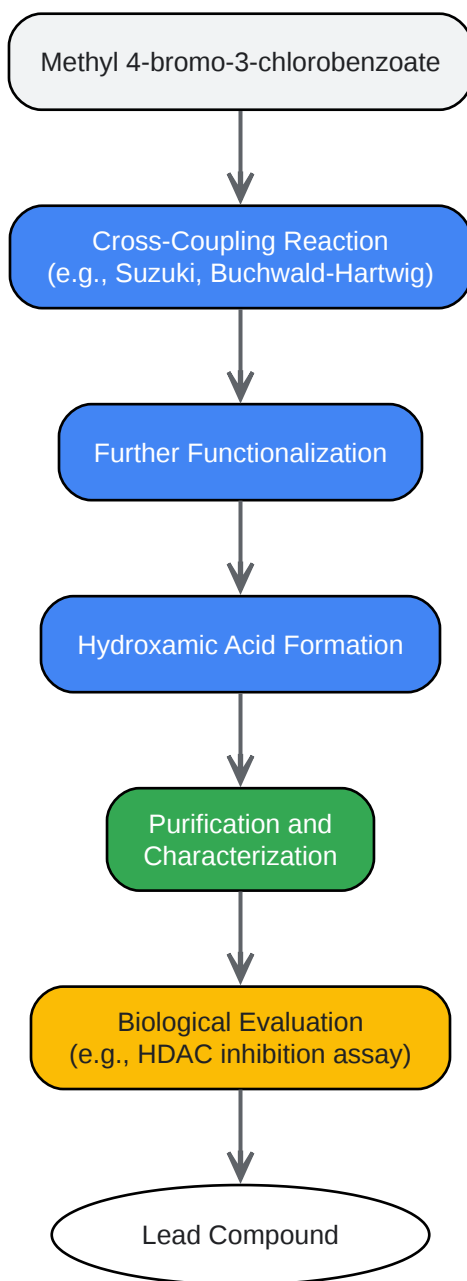 Methyl 4-bromo-3-chlorobenzoate
Cross-Coupling Reaction
(e.g., Suzuki, Buchwald-Hartwig)
Further Functionalization
Hydroxamic Acid Formation
Purification and
Characterization
Biological Evaluation
(e.g., HDAC inhibition assay)
Lead Compound